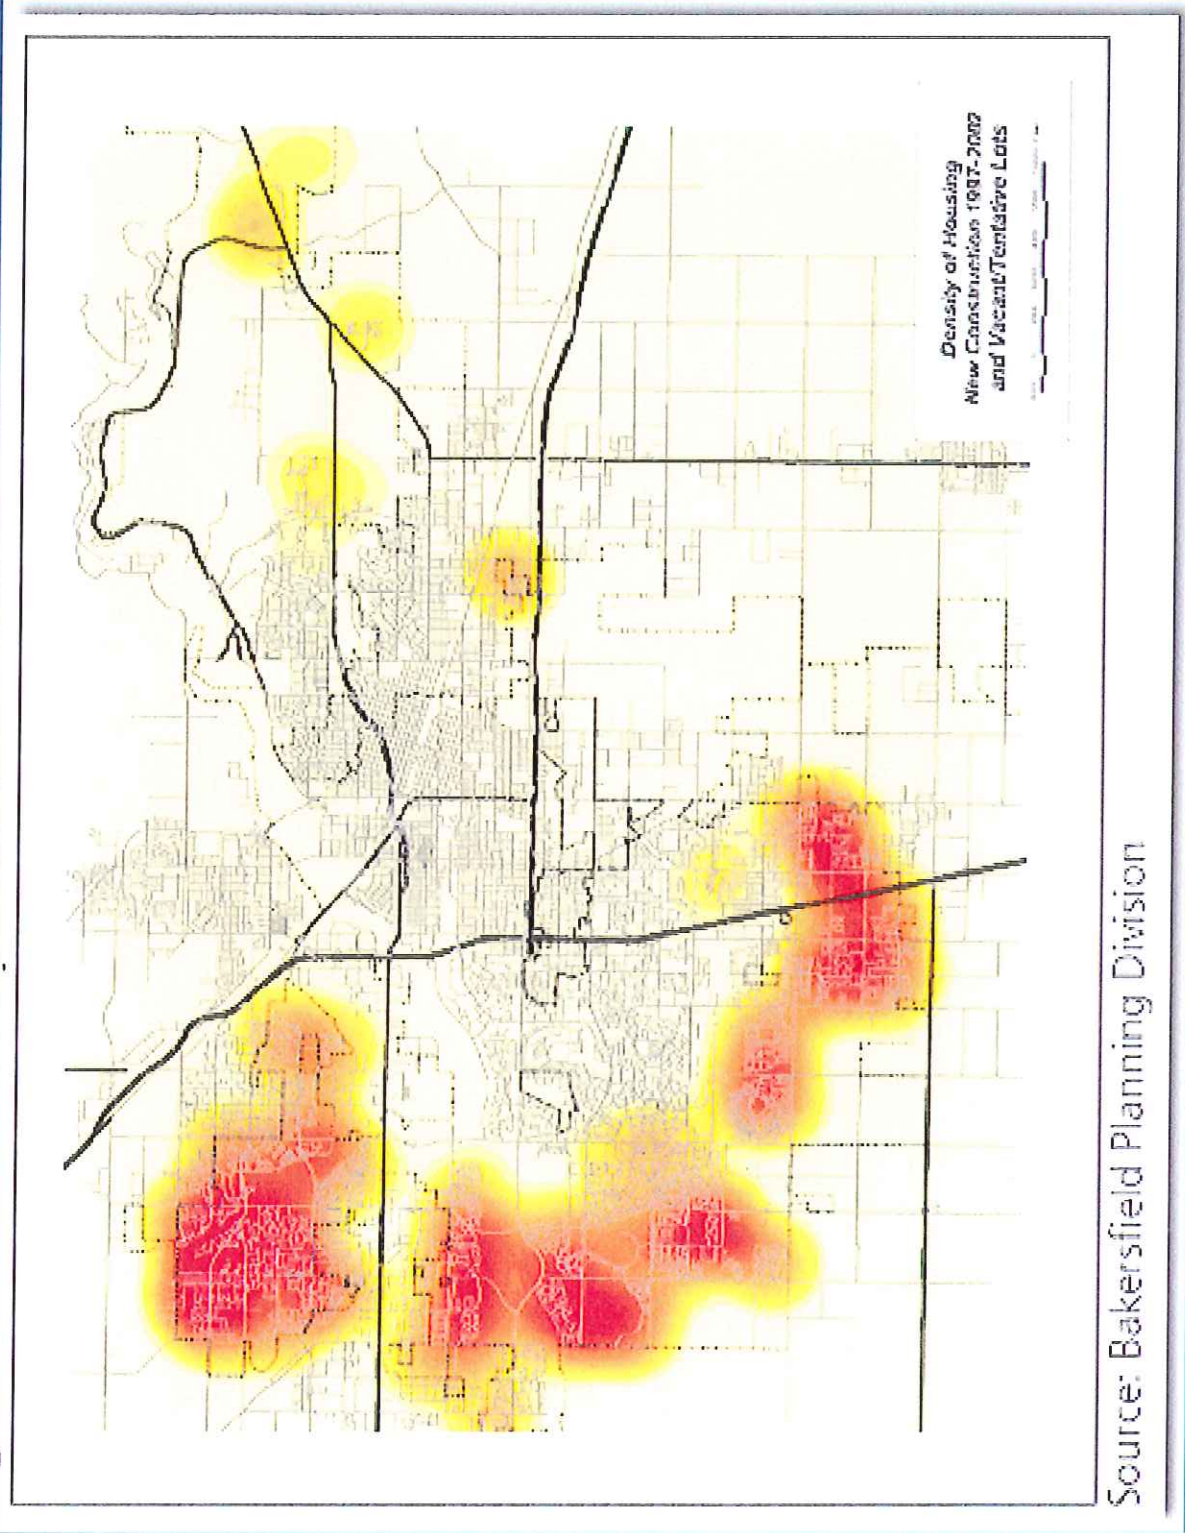 Density of Housing
New Construction 1997-2002
and Vacant/Tentative Lots
Source: Bakersfield Planning Division